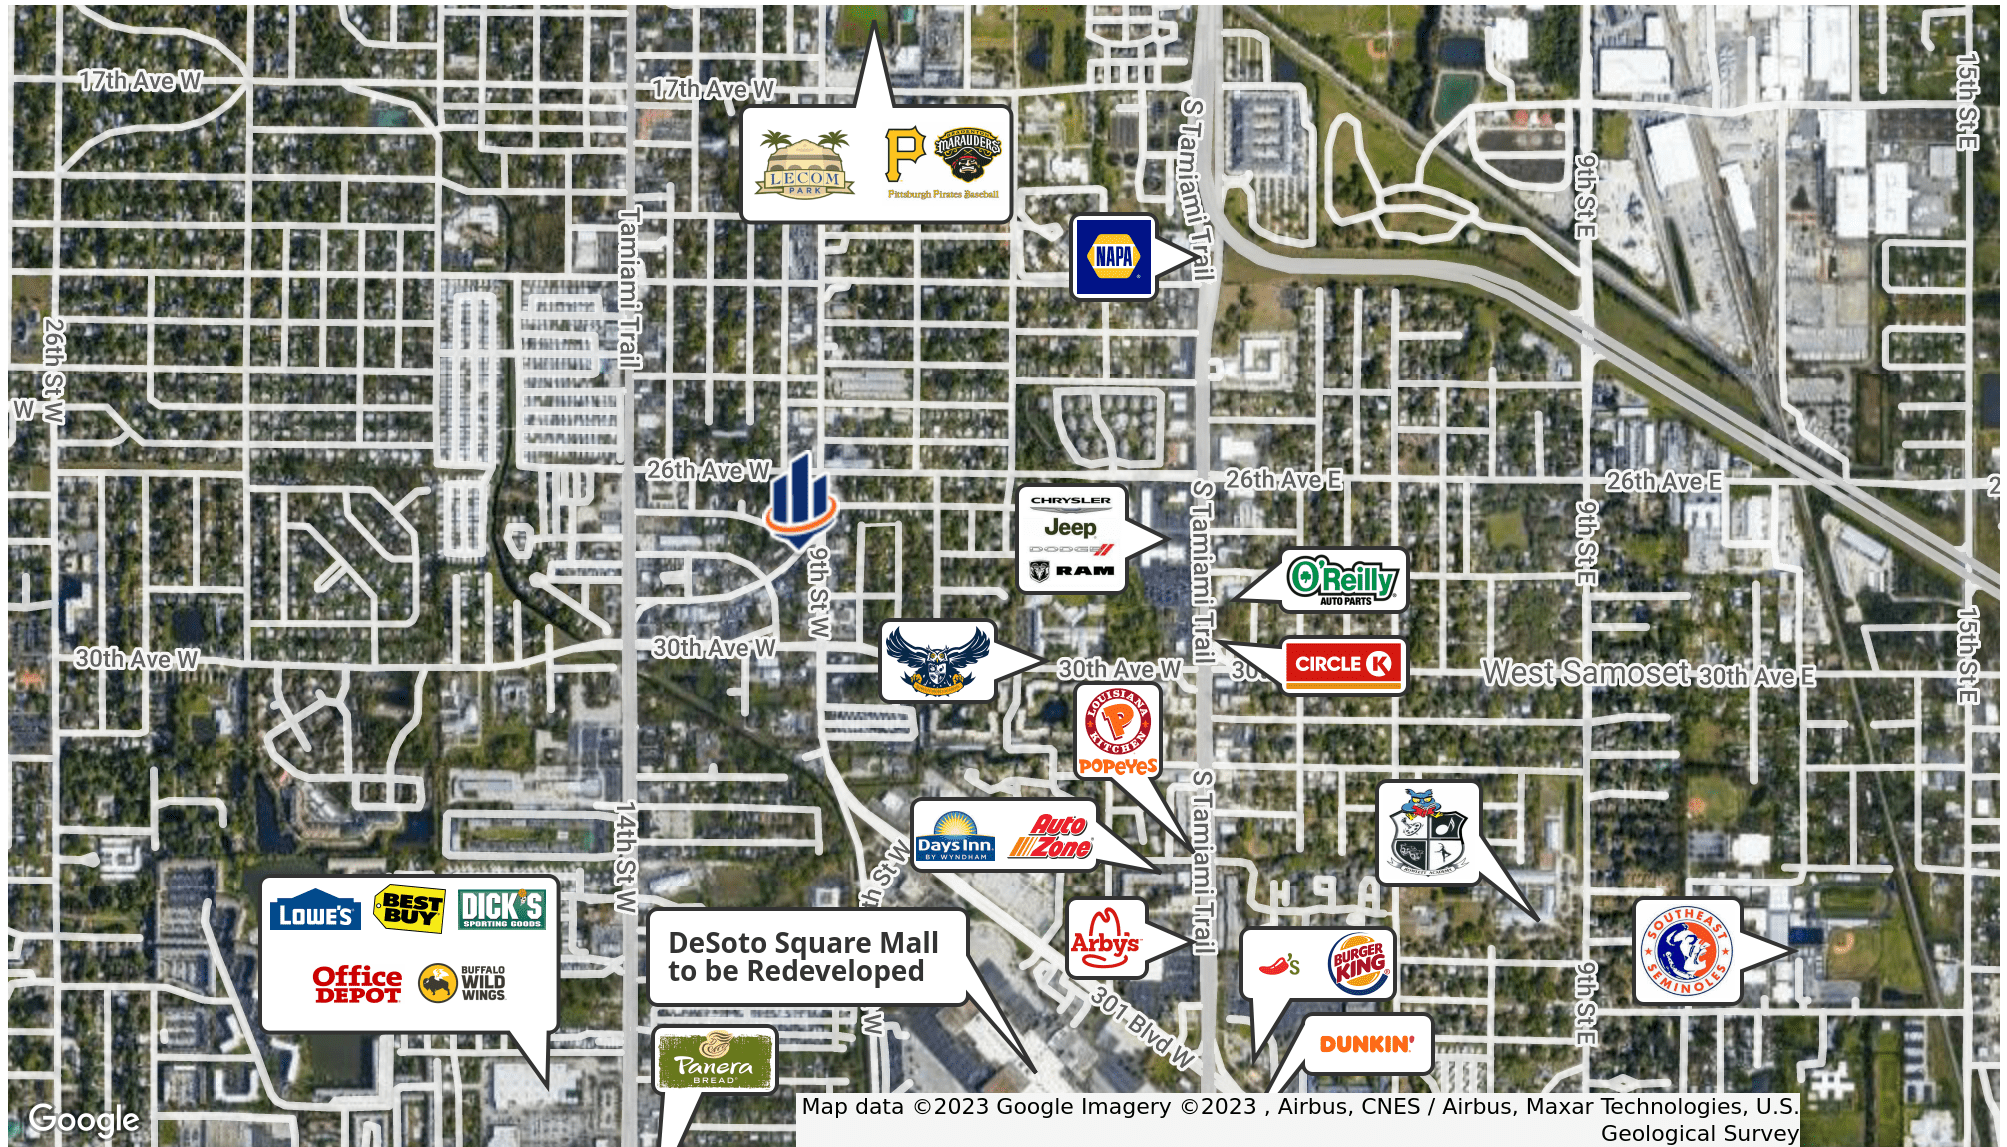 17th Ave W
17th Ave W
15th St E
S Tamiami Trail
LECOM
PARK
P
BRADENTON
MARAUDERS
Pittsburgh Pirates Baseball
9th St E
Tamiami Trail
NAPA
26th St W
W
26th Ave W
26th Ave E
26th Ave E
2
CHRYSLER
Jeep
DODGE
RAM
S Tamiami Trail
9th St E
9th St W
O'Reilly
AUTO PARTS
15th St E
30th Ave W
30th Ave W
30th Ave W
30
CIRCLE K
West Samoset
30th Ave E
LOUISIANA
P
KITCHEN
POPEYES
S Tamiami Trail
14th St W
Days Inn
BY WYNDHAM
Auto
Zone
th St W
LOWE'S
BEST
BUY
DICK'S
SPORTING GOODS
Office
DEPOT
BUFFALO
WILD
WINGS
DeSoto Square Mall
to be Redeveloped
Arby's
'S
BURGER
KING
SOUTHEAST
SEMINOLES
9th St E
W
301 Blvd W
DUNKIN'
Panera
BREAD
Google
Map data ©2023 Google Imagery ©2023 , Airbus, CNES / Airbus, Maxar Technologies, U.S.
Geological Survey